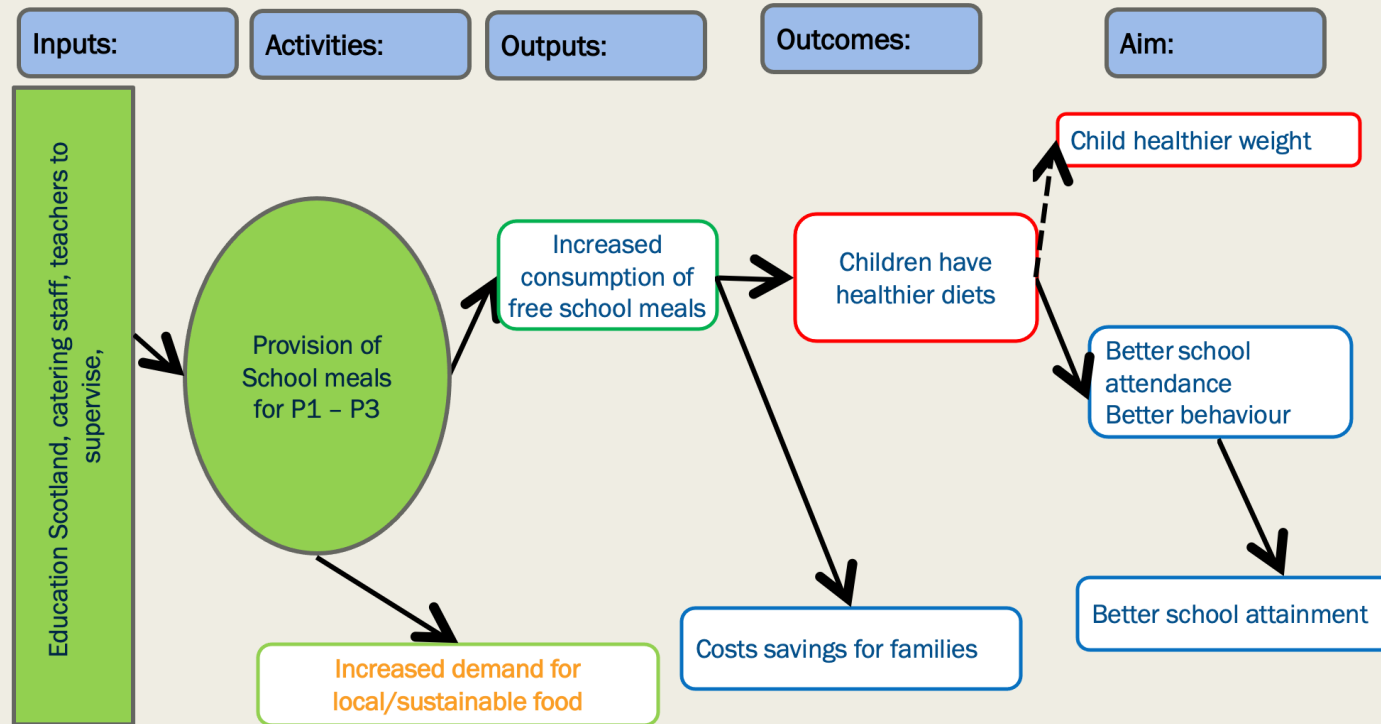 Inputs:
Activities:
Outputs:
Outcomes:
Aim:
Education Scotland, catering staff, teachers to
supervise,
Provision of
School meals
for P1 – P3
Increased demand for
local/sustainable food
Increased
consumption of
free school meals
Costs savings for families
Children have
healthier diets
Child healthier weight
Better school
attendance
Better behaviour
Better school attainment